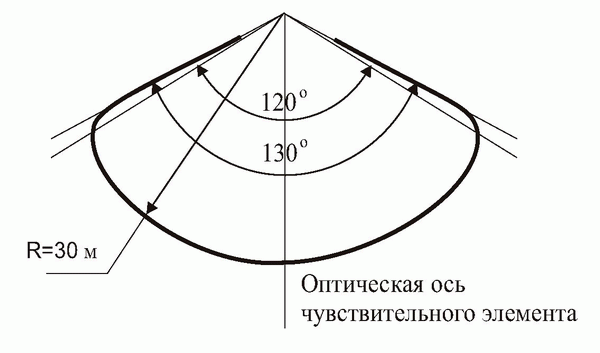 120°
130°
R=30 м
Оптическая ось
чувствительного элемента